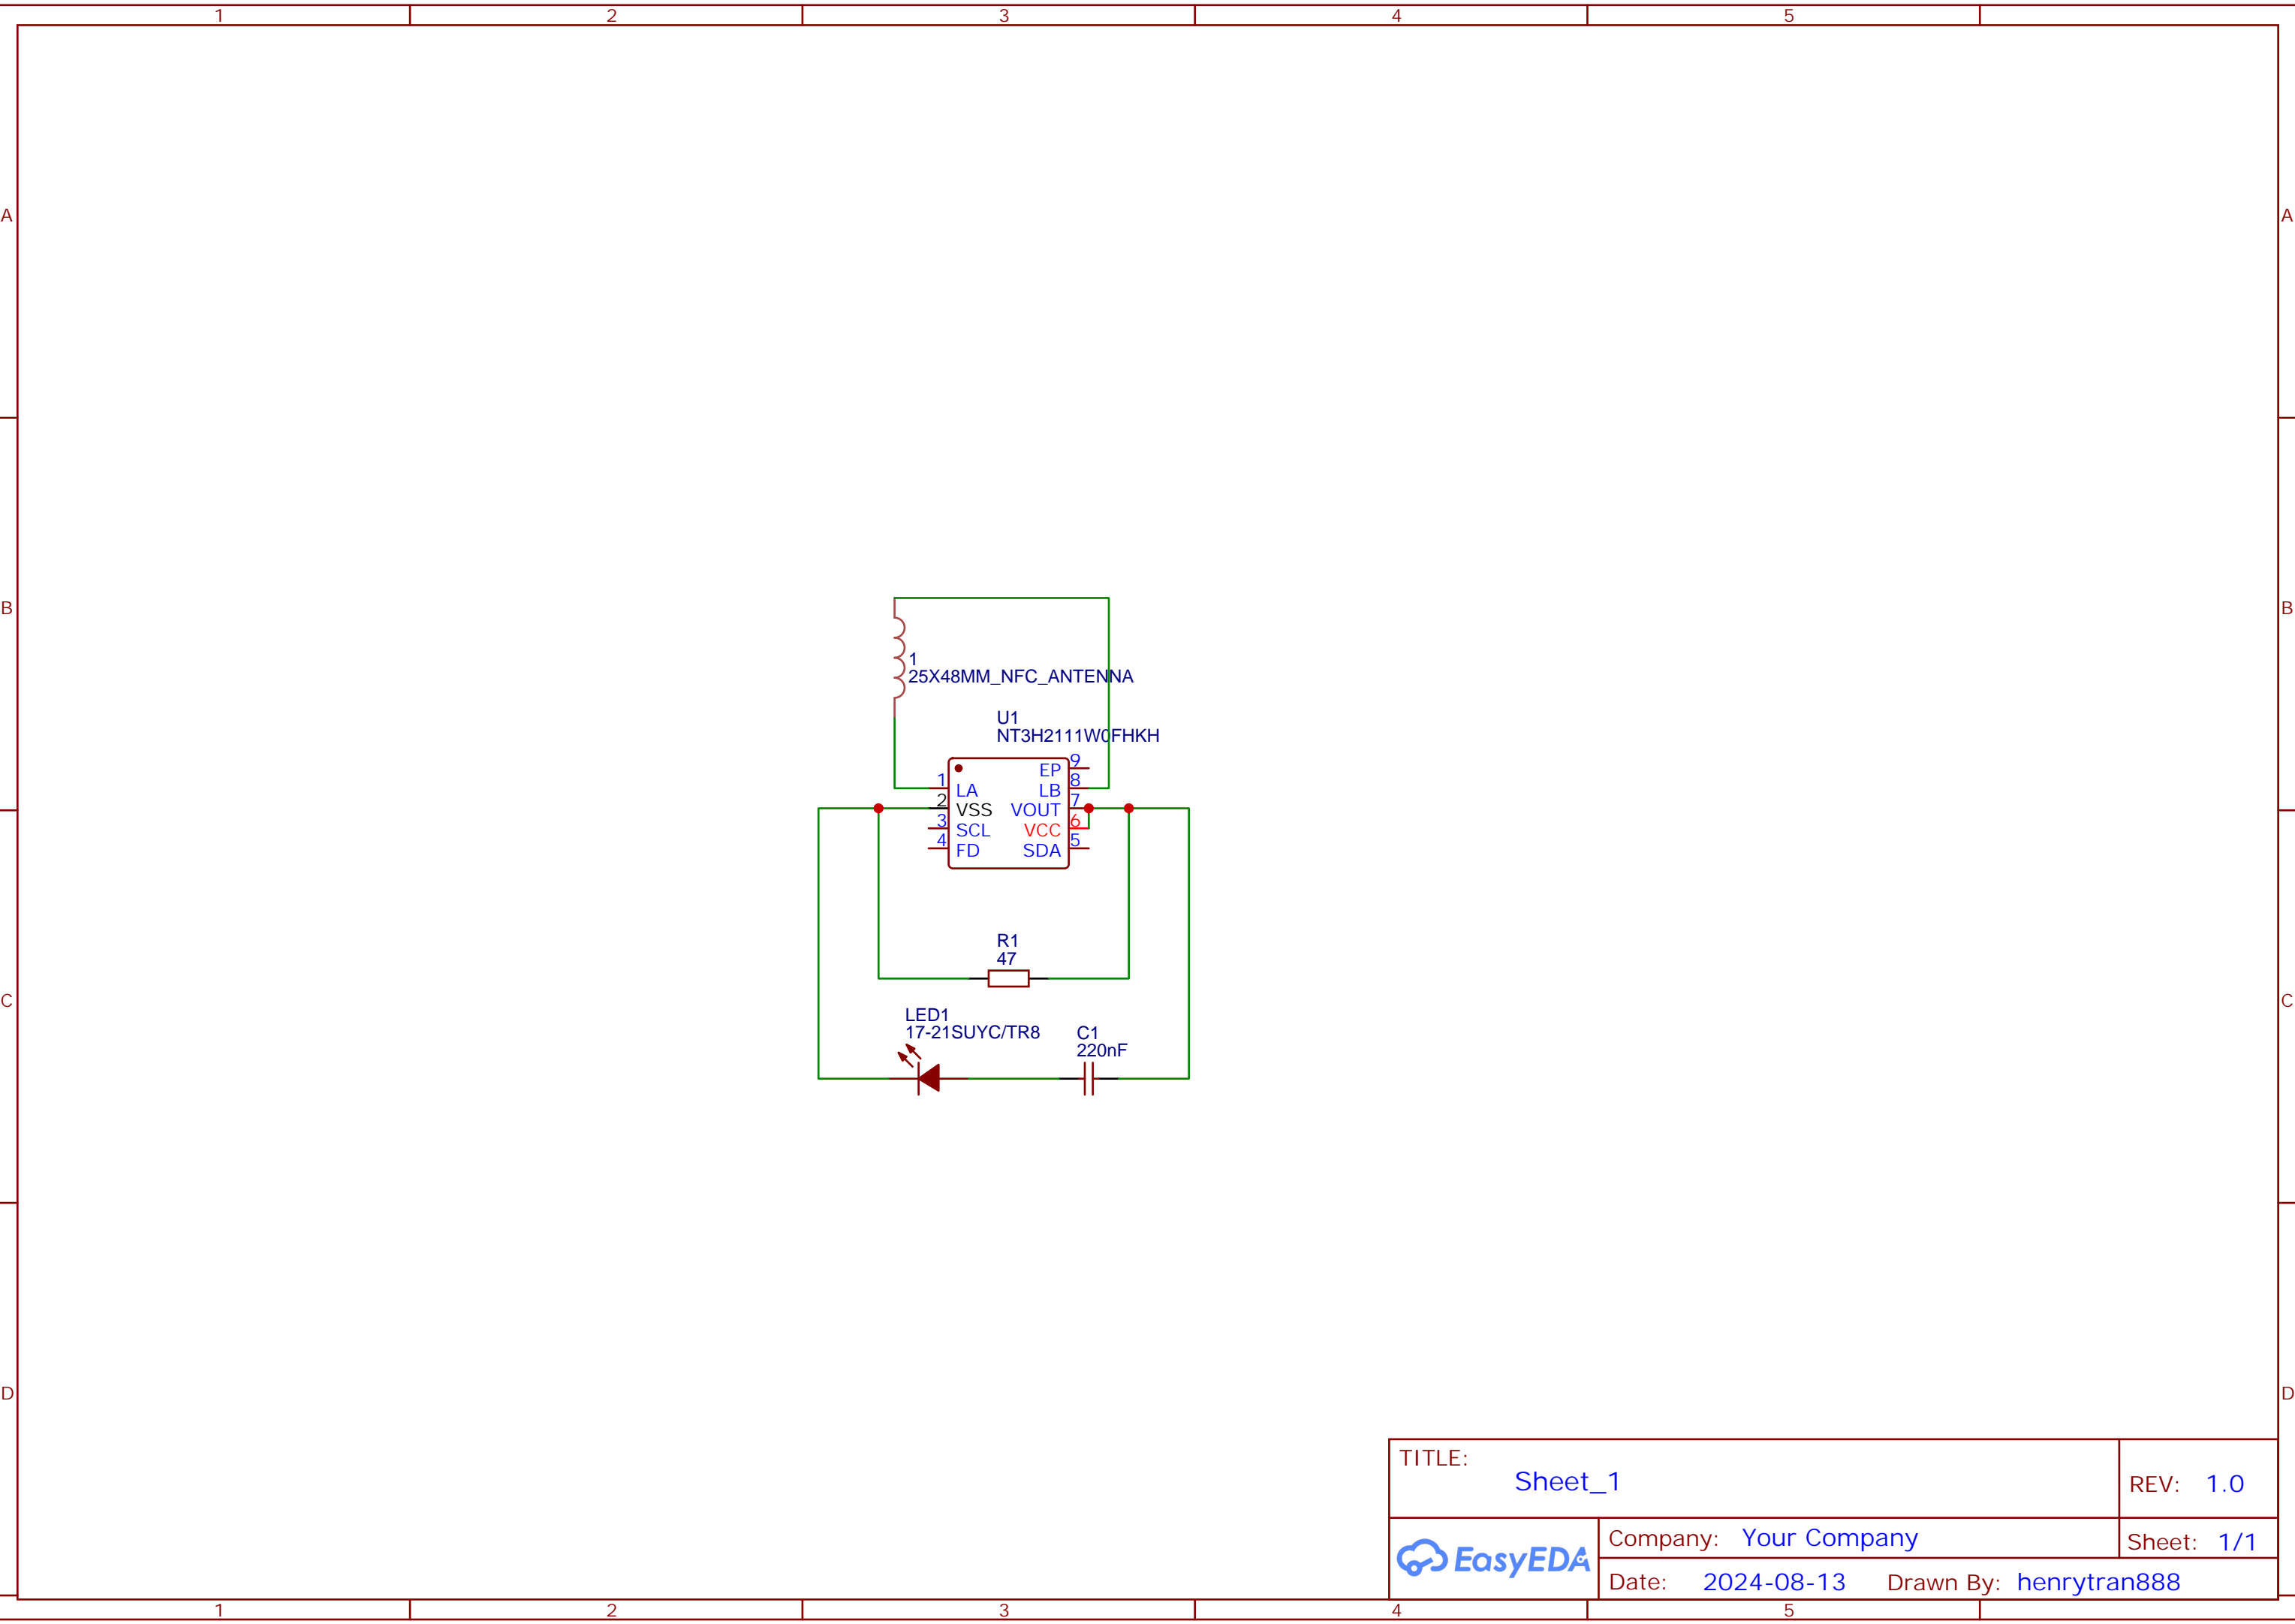 1 2 3 4 5
A A
B B
1
25X48MM_NFC_ANTENNA
U1
NT3H2111W0FHKH
EP 9
1 LA LB 8
2 VSS VOUT 7
3 SCL VCC 6
4 FD SDA 5
R1
47
C C
LED1
17-21SUYC/TR8
C1
220nF
D D
TITLE:
Sheet_1
REV: 1.0
EasyEDA
Company: Your Company
Sheet: 1/1
Date: 2024-08-13 Drawn By: henrytran888
1 2 3 4 5